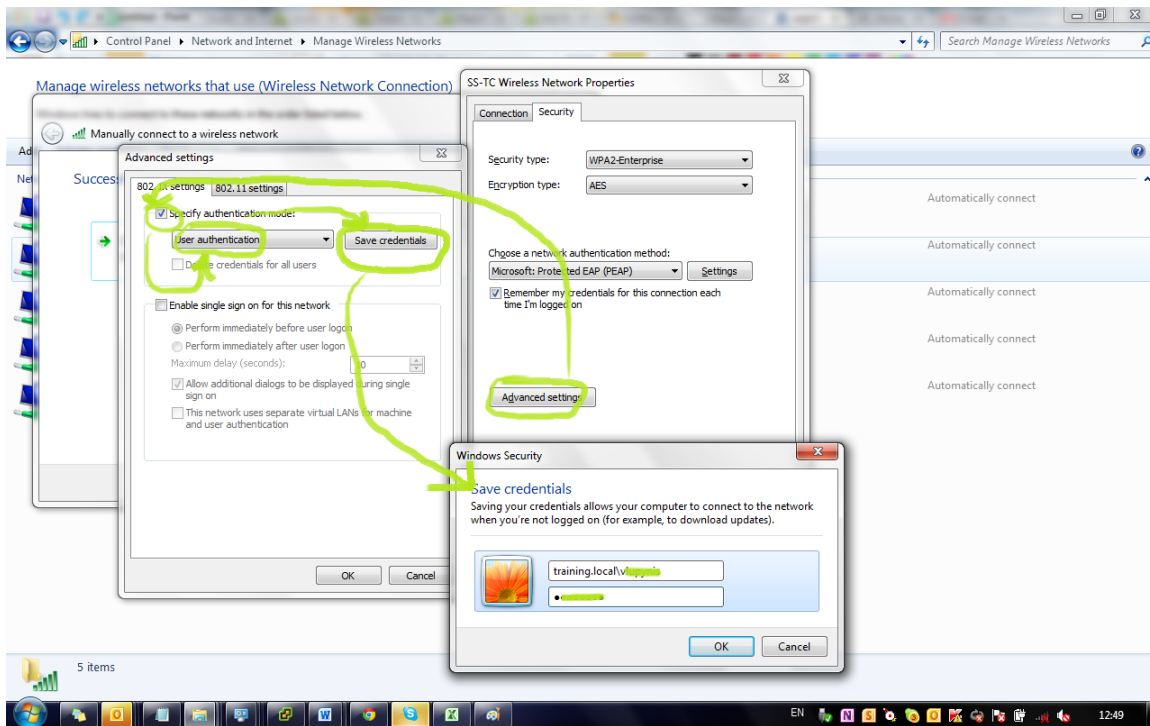 Control Panel ▸ Network and Internet ▸ Manage Wireless Networks
Search Manage Wireless Networks
Manage wireless networks that use (Wireless Network Connection)
Manually connect to a wireless network
Ad
Net
Succes
Automatically connect
Automatically connect
Automatically connect
Automatically connect
Automatically connect
Advanced settings
802.1X settings
802.11 settings
Specify authentication mode:
User authentication
Save credentials
credentials for all users
Enable single sign on for this network
Perform immediately before user logon
Perform immediately after user logon
Maximum delay (seconds):
Allow additional dialogs to be displayed during single
sign on
This network uses separate virtual LANs for machine
and user authentication
OK
Cancel
SS-TC Wireless Network Properties
Connection
Security
Security type:
WPA2-Enterprise
Encryption type:
AES
Choose a network authentication method:
Microsoft: Protected EAP (PEAP)
Settings
Remember my credentials for this connection each
time I'm logged on
Advanced settings
Windows Security
Save credentials
Saving your credentials allows your computer to connect to the network
when you're not logged on (for example, to download updates).
training.local\
OK
Cancel
5 items
EN
12:49